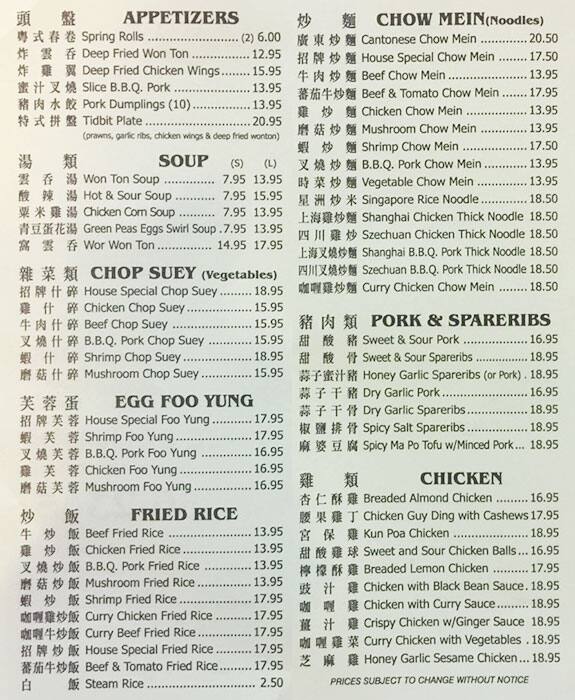 頭 盤 APPETIZERS
粵式春卷 Spring Rolls .................. (2) 6.00
炸雲吞 Deep Fried Won Ton .............. 12.95
炸雞翼 Deep Fried Chicken Wings ....... 15.95
蜜汁叉燒 Slice B.B.Q. Pork ................ 13.95
豬肉水餃 Pork Dumplings (10) ............. 13.95
特式拼盤 Tidbit Plate ........................ 20.95
(prawns, garlic ribs, chicken wings & deep fried wonton)
湯 類 SOUP (S) (L)
雲吞湯 Won Ton Soup ............. 7.95 13.95
酸辣湯 Hot & Sour Soup .......... 7.95 15.95
粟米雞湯 Chicken Corn Soup ....... 7.95 13.95
青豆蛋花湯 Green Peas Eggs Swirl Soup . 7.95 13.95
窩雲吞 Wor Won Ton ............. 14.95 17.95
雜菜類 CHOP SUEY (Vegetables)
招牌什碎 House Special Chop Suey ......... 18.95
雞什碎 Chicken Chop Suey ............... 15.95
牛肉什碎 Beef Chop Suey ................... 15.95
叉燒什碎 B.B.Q. Pork Chop Suey .......... 15.95
蝦什碎 Shrimp Chop Suey ............... 18.95
磨菇什碎 Mushroom Chop Suey ............ 15.95
芙蓉蛋 EGG FOO YUNG
招牌芙蓉 House Special Foo Yung .......... 17.95
蝦芙蓉 Shrimp Foo Yung ................. 17.95
叉燒芙蓉 B.B.Q. Pork Foo Yung ........... 16.95
雞芙蓉 Chicken Foo Yung ................ 16.95
磨菇芙蓉 Mushroom Foo Yung ............. 16.95
炒 飯 FRIED RICE
牛炒飯 Beef Fried Rice .................. 13.95
雞炒飯 Chicken Fried Rice .............. 13.95
叉燒炒飯 B.B.Q. Pork Fried Rice .......... 13.95
磨菇炒飯 Mushroom Fried Rice ............ 13.95
蝦炒飯 Shrimp Fried Rice ................ 17.95
咖喱雞炒飯 Curry Chicken Fried Rice ........ 17.95
咖喱牛炒飯 Curry Beef Fried Rice ............ 17.95
招牌炒飯 House Special Fried Rice ........ 17.95
蕃茄牛炒飯 Beef & Tomato Fried Rice ...... 17.95
白飯 Steam Rice ......................... 2.50
炒 麵 CHOW MEIN(Noodles)
廣東炒麵 Cantonese Chow Mein ............. 20.50
招牌炒麵 House Special Chow Mein ........ 17.50
牛肉炒麵 Beef Chow Mein ................... 13.95
蕃茄牛炒麵 Beef & Tomato Chow Mein ...... 17.95
雞炒麵 Chicken Chow Mein ............... 13.95
磨菇炒麵 Mushroom Chow Mein ............ 13.95
蝦炒麵 Shrimp Chow Mein ................ 17.50
叉燒炒麵 B.B.Q. Pork Chow Mein .......... 13.95
時菜炒麵 Vegetable Chow Mein ............. 13.95
星洲炒米 Singapore Rice Noodle ............ 18.50
上海雞炒麵 Shanghai Chicken Thick Noodle 18.50
四川雞炒 Szechuan Chicken Thick Noodle 18.50
上海叉燒炒麵 Shanghai B.B.Q. Pork Thick Noodle 18.50
四川叉燒炒麵 Szechuan B.B.Q. Pork Thick Noodle 18.50
咖喱雞炒麵 Curry Chicken Chow Mein ........ 18.50
豬肉類 PORK & SPARERIBS
甜酸豬 Sweet & Sour Pork ................. 16.95
甜酸骨 Sweet & Sour Spareribs ........... 18.95
蒜子蜜汁豬 Honey Garlic Spareribs (or Pork) . 18.95
蒜子干豬 Dry Garlic Pork .................... 16.95
蒜子干骨 Dry Garlic Spareribs .............. 18.95
椒鹽排骨 Spicy Salt Spareribs .............. 18.95
麻婆豆腐 Spicy Ma Po Tofu w/Minced Pork... 18.95
雞 類 CHICKEN
杏仁酥雞 Breaded Almond Chicken ........ 16.95
腰果雞丁 Chicken Guy Ding with Cashews 17.95
宮保雞 Kun Poa Chicken .................. 18.95
甜酸雞球 Sweet and Sour Chicken Balls ... 16.95
檸檬酥雞 Breaded Lemon Chicken ......... 17.95
豉汁雞 Chicken with Black Bean Sauce . 18.95
咖喱雞 Chicken with Curry Sauce ........ 18.95
薑汁雞 Crispy Chicken w/Ginger Sauce . 18.95
咖喱雞菜 Curry Chicken with Vegetables . 18.95
芝麻雞 Honey Garlic Sesame Chicken ... 18.95
PRICES SUBJECT TO CHANGE WITHOUT NOTICE